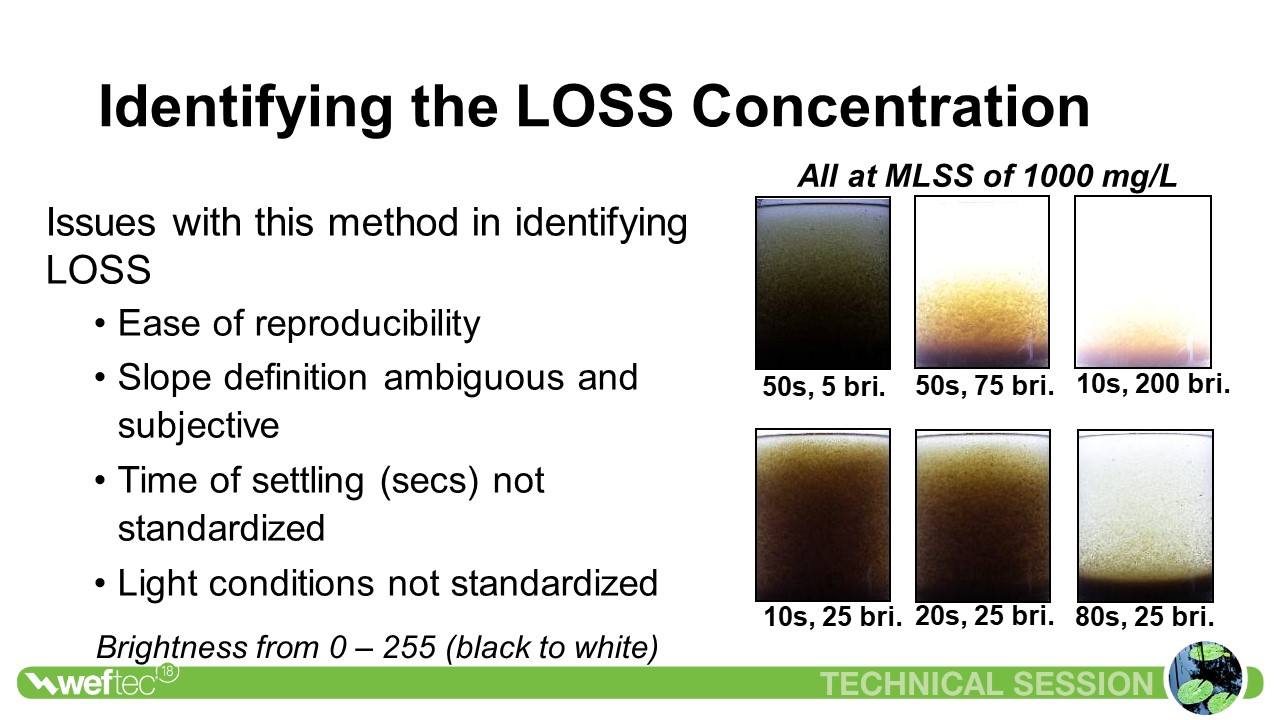 Identifying the LOSS Concentration
All at MLSS of 1000 mg/L
Issues with this method in identifying
LOSS
• Ease of reproducibility
• Slope definition ambiguous and
subjective
• Time of settling (secs) not
standardized
• Light conditions not standardized
Brightness from 0 – 255 (black to white)
50s, 5 bri.
50s, 75 bri.
10s, 200 bri.
10s, 25 bri.
20s, 25 bri.
80s, 25 bri.
weftec 18
TECHNICAL SESSION